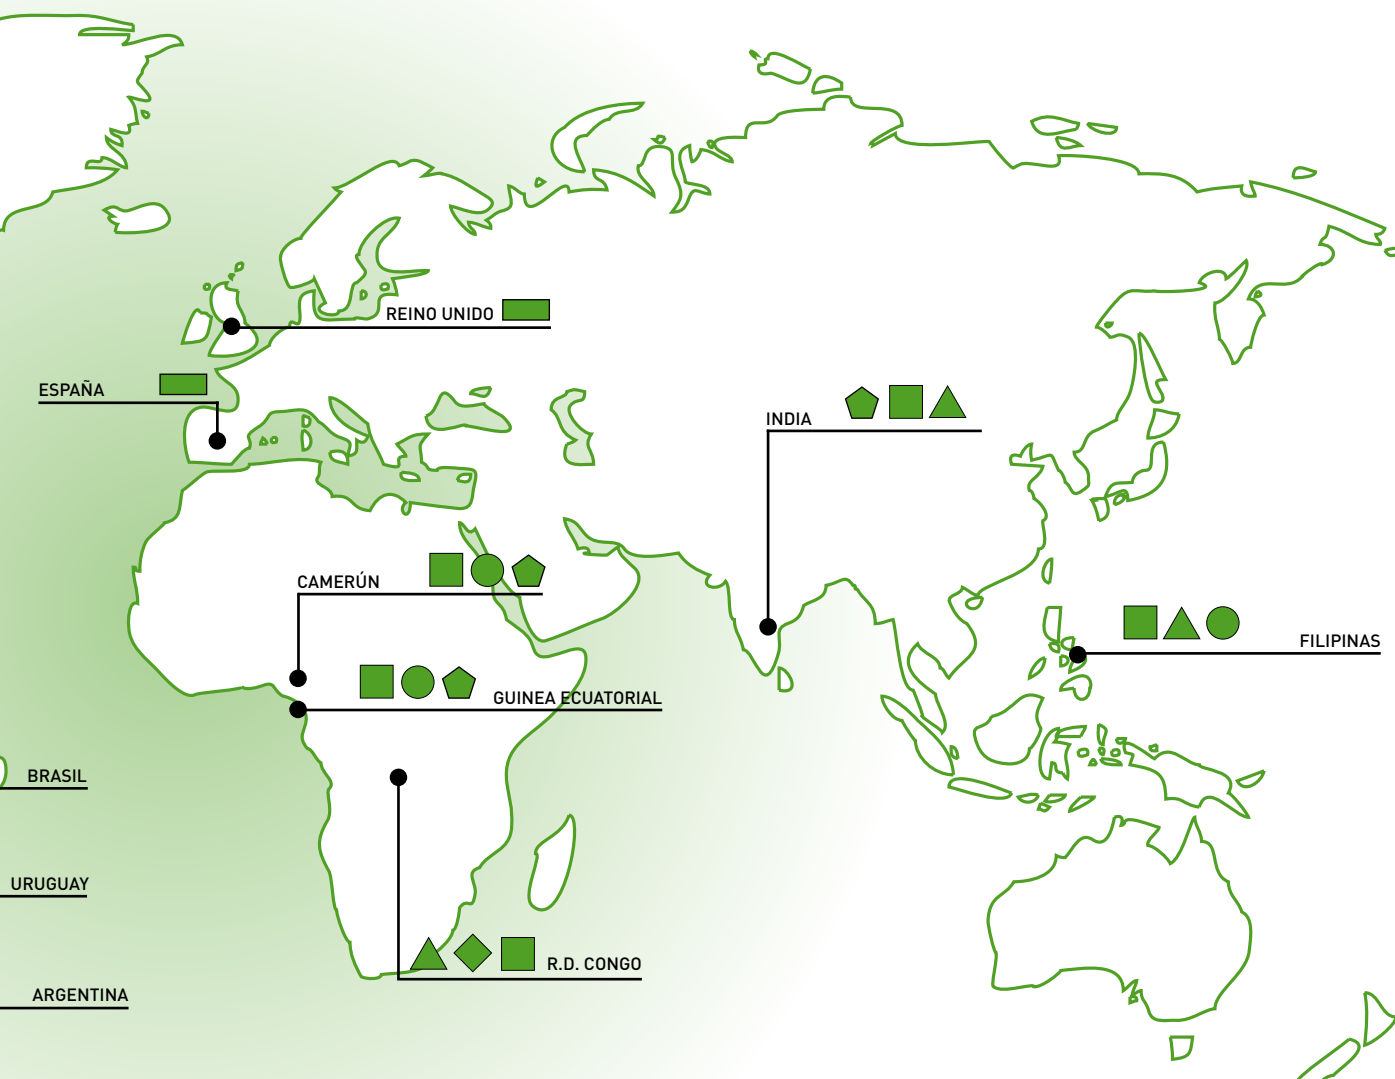 REINO UNIDO
ESPAÑA
INDIA
CAMERÚN
FILIPINAS
GUINEA ECUATORIAL
BRASIL
URUGUAY
R.D. CONGO
ARGENTINA